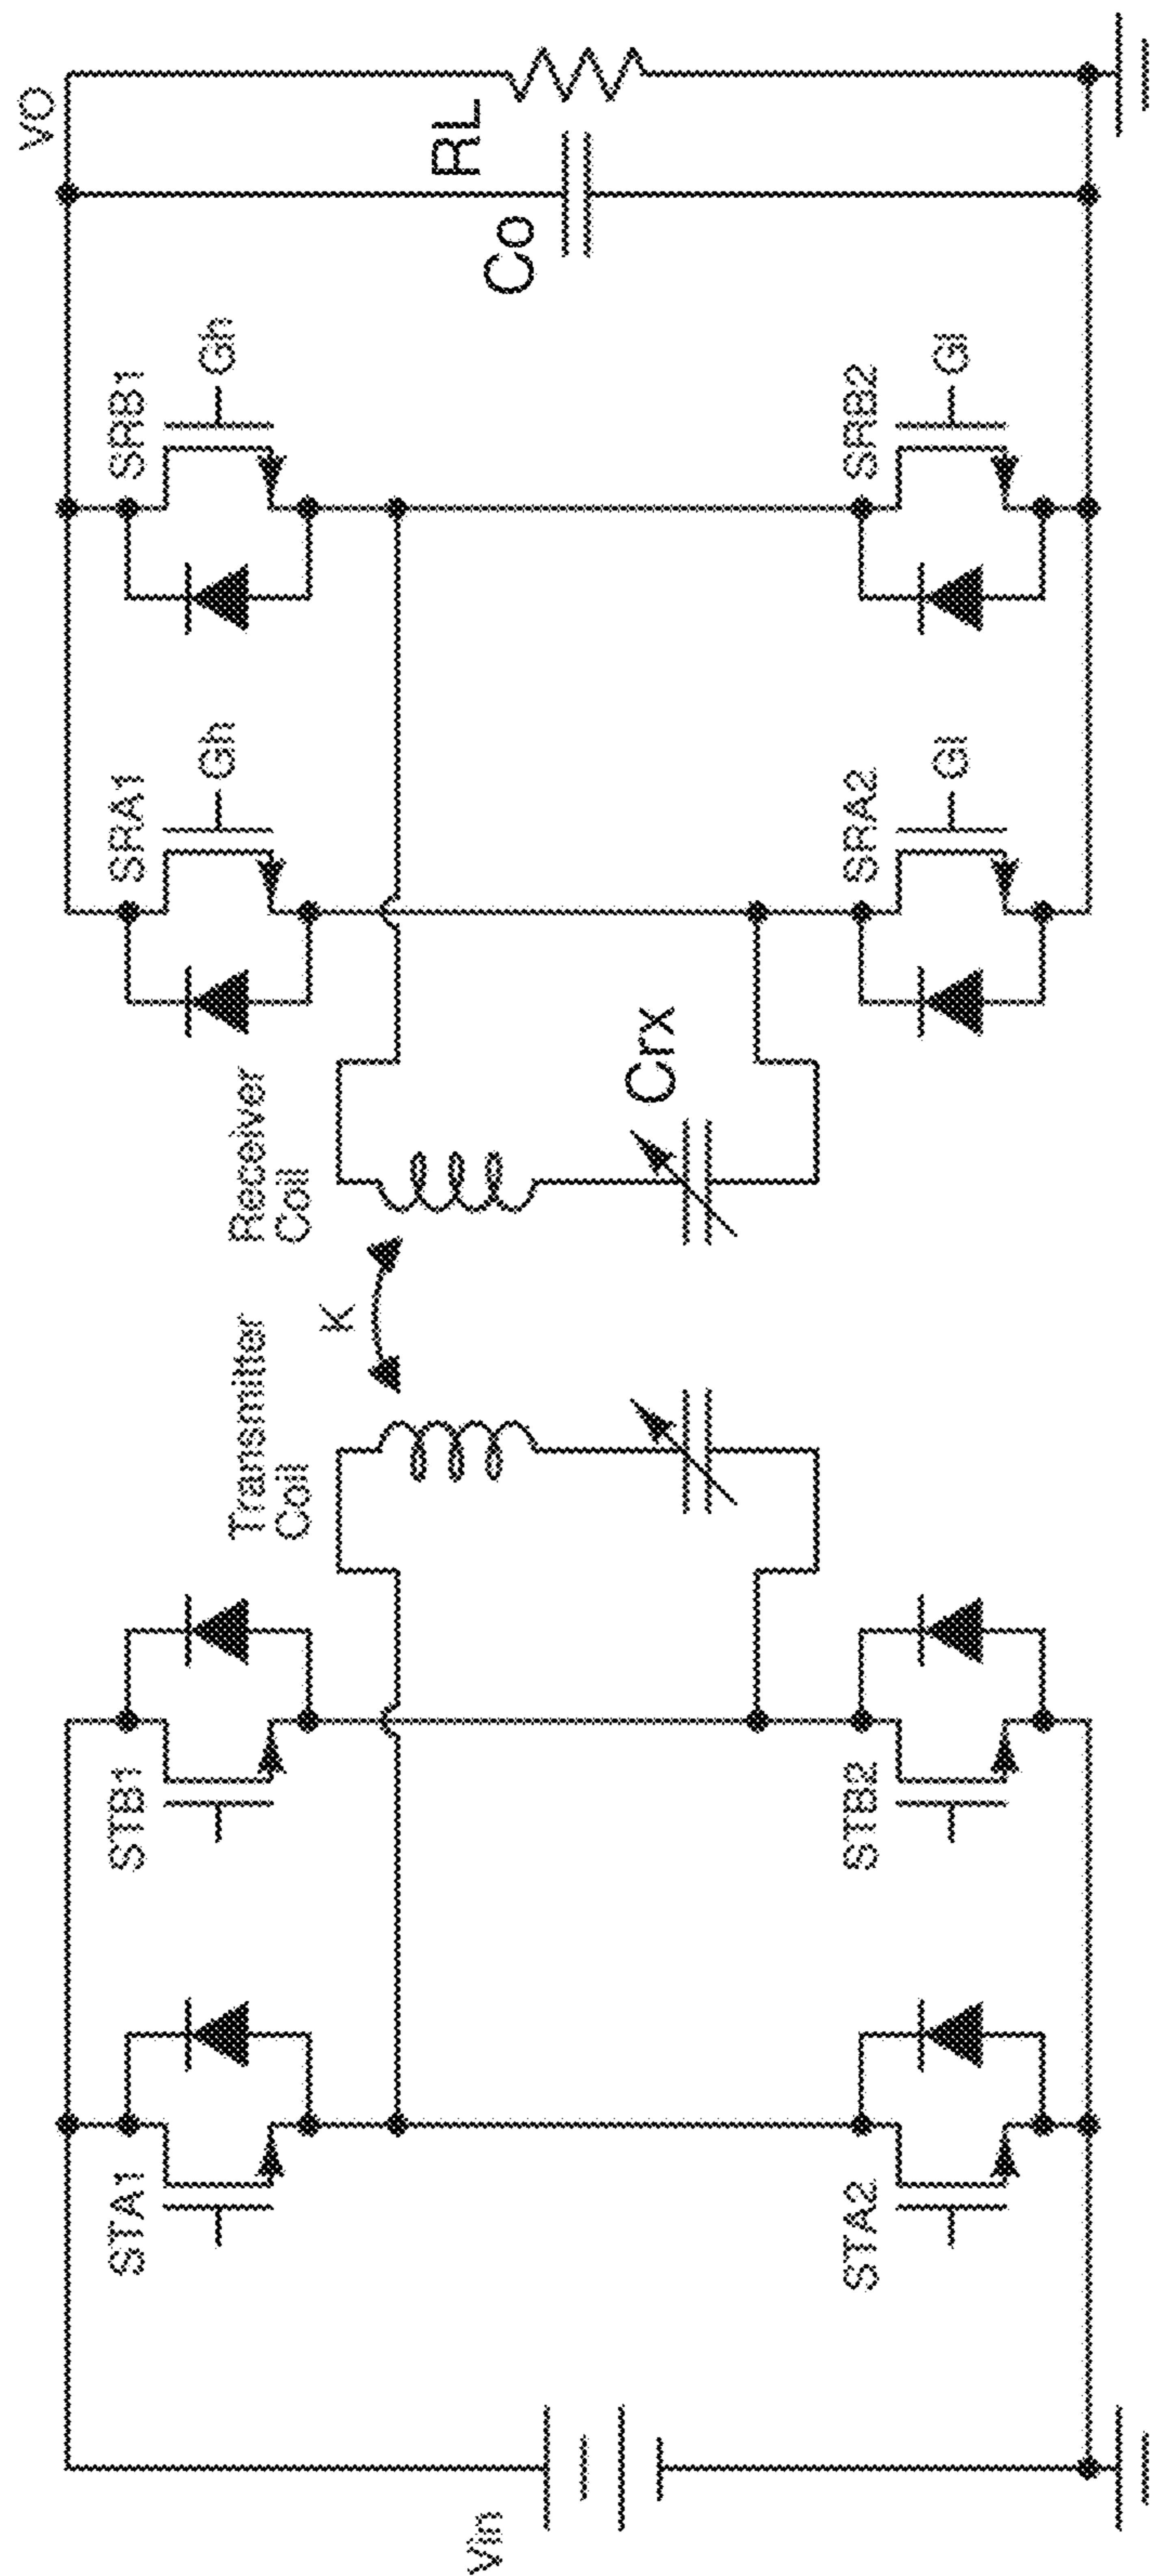 Vin
STA1
STA2
STB1
STB2
Transmitter
Coil
K
Receiver
Coil
Crx
SRA1
Gh
SRA2
Gl
SRB1
Gh
SRB2
Gl
Co
RL
VO